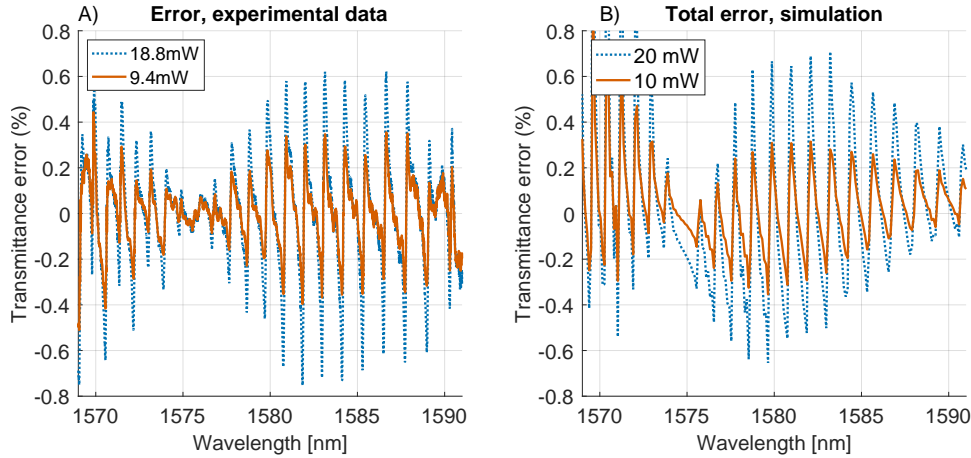 A)
Error, experimental data
0.8
0.6
0.4
0.2
0
-0.2
-0.4
-0.6
-0.8
Transmittance error (%)
18.8mW
9.4mW
1570
1575
1580
1585
1590
Wavelength [nm]
B)
Total error, simulation
0.8
0.6
0.4
0.2
0
-0.2
-0.4
-0.6
-0.8
Transmittance error (%)
20 mW
10 mW
1570
1575
1580
1585
1590
Wavelength [nm]